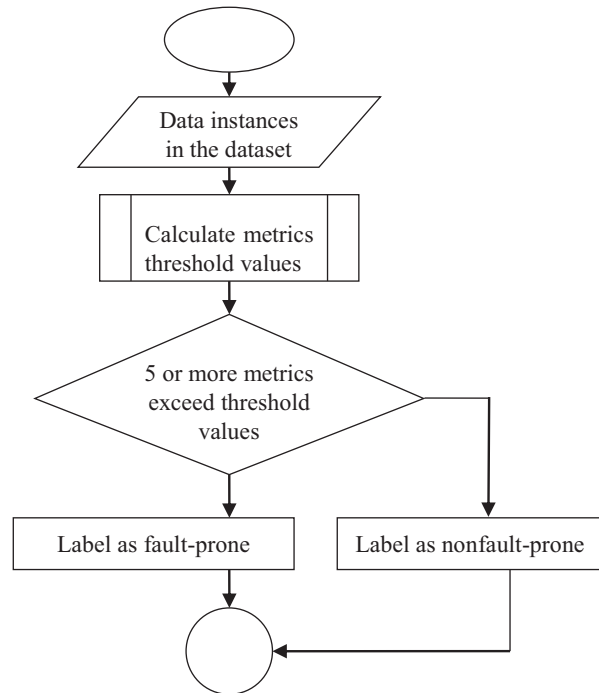 Data instances
in the dataset
Calculate metrics
threshold values
5 or more metrics
exceed threshold
values
Label as fault-prone
Label as nonfault-prone